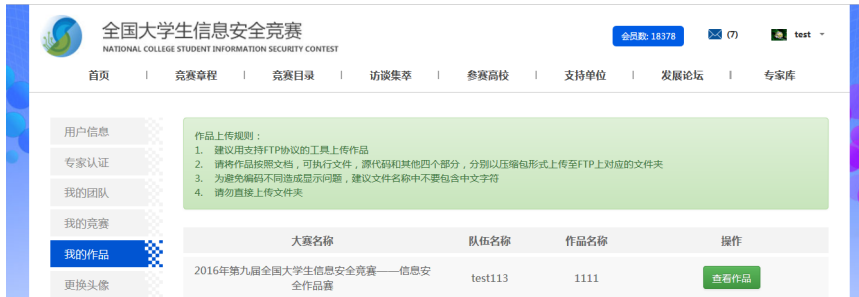 全国大学生信息安全竞赛
NATIONAL COLLEGE STUDENT INFORMATION SECURITY CONTEST
会员数: 18378 (7) test
首页 | 竞赛章程 | 竞赛目录 | 访谈集萃 | 参赛高校 | 支持单位 | 发展论坛 | 专家库
用户信息
专家认证
我的团队
我的竞赛
我的作品
更换头像
作品上传规则：
1. 建议用支持FTP协议的工具上传作品
2. 请将作品按照文档，可执行文件，源代码和其他四个部分，分别以压缩包形式上传至FTP上对应的文件夹
3. 为避免编码不同造成显示问题，建议文件名称中不要包含中文字符
4. 请勿直接上传文件夹
大赛名称 队伍名称 作品名称 操作
2016年第九届全国大学生信息安全竞赛——信息安
全作品赛
test113 1111 查看作品